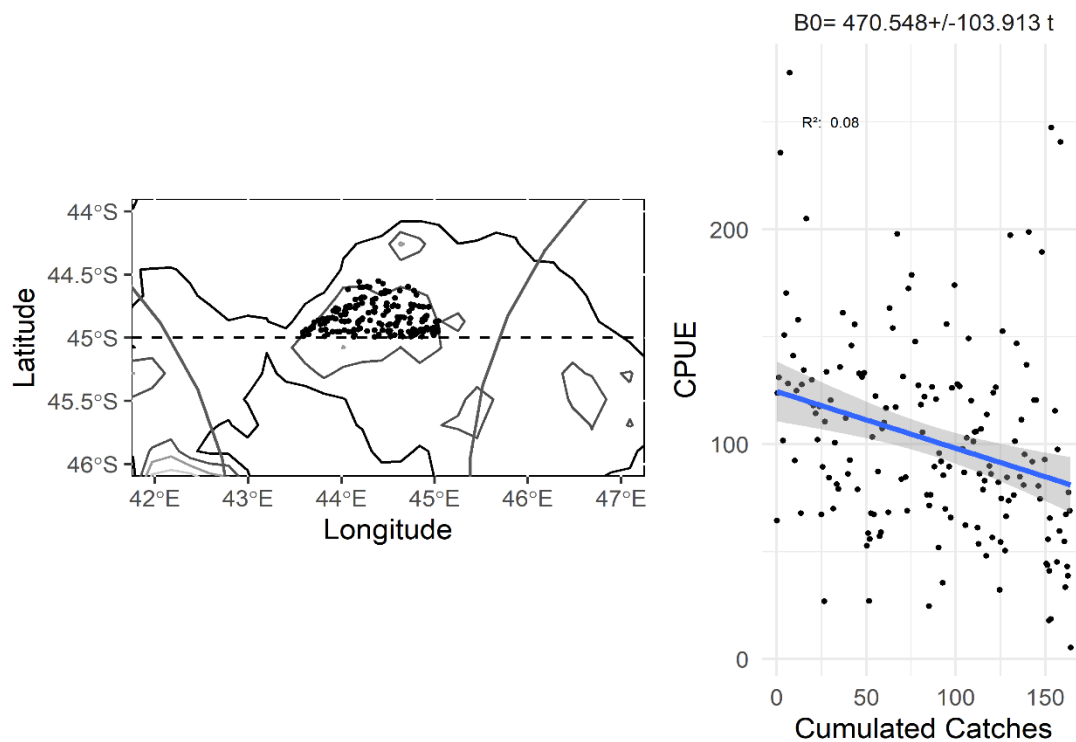 44°S
44.5°S
45°S
45.5°S
46°S
Latitude
42°E 43°E 44°E 45°E 46°E 47°E
Longitude
B0= 470.548+/-103.913 t
R²: 0.08
200
100
0
CPUE
0 50 100 150
Cumulated Catches